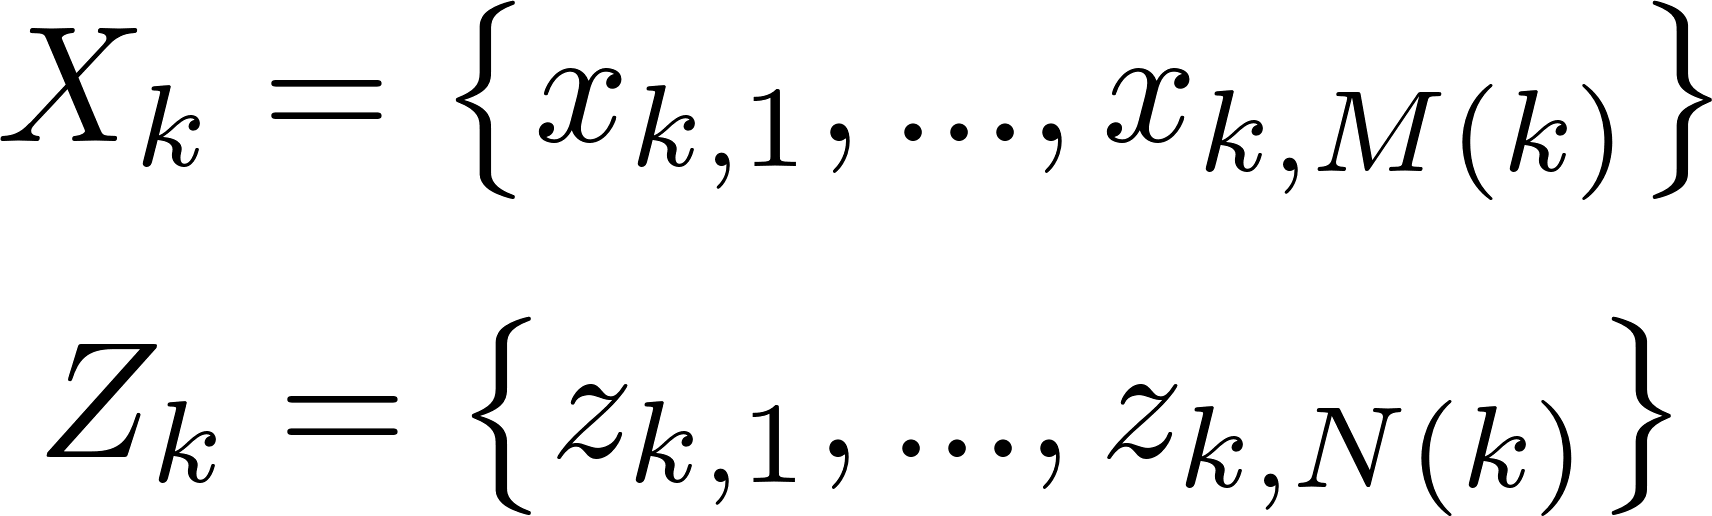 X_k = {x_{k,1}, ..., x_{k,M(k)}}
Z_k = {z_{k,1}, ..., z_{k,N(k)}}